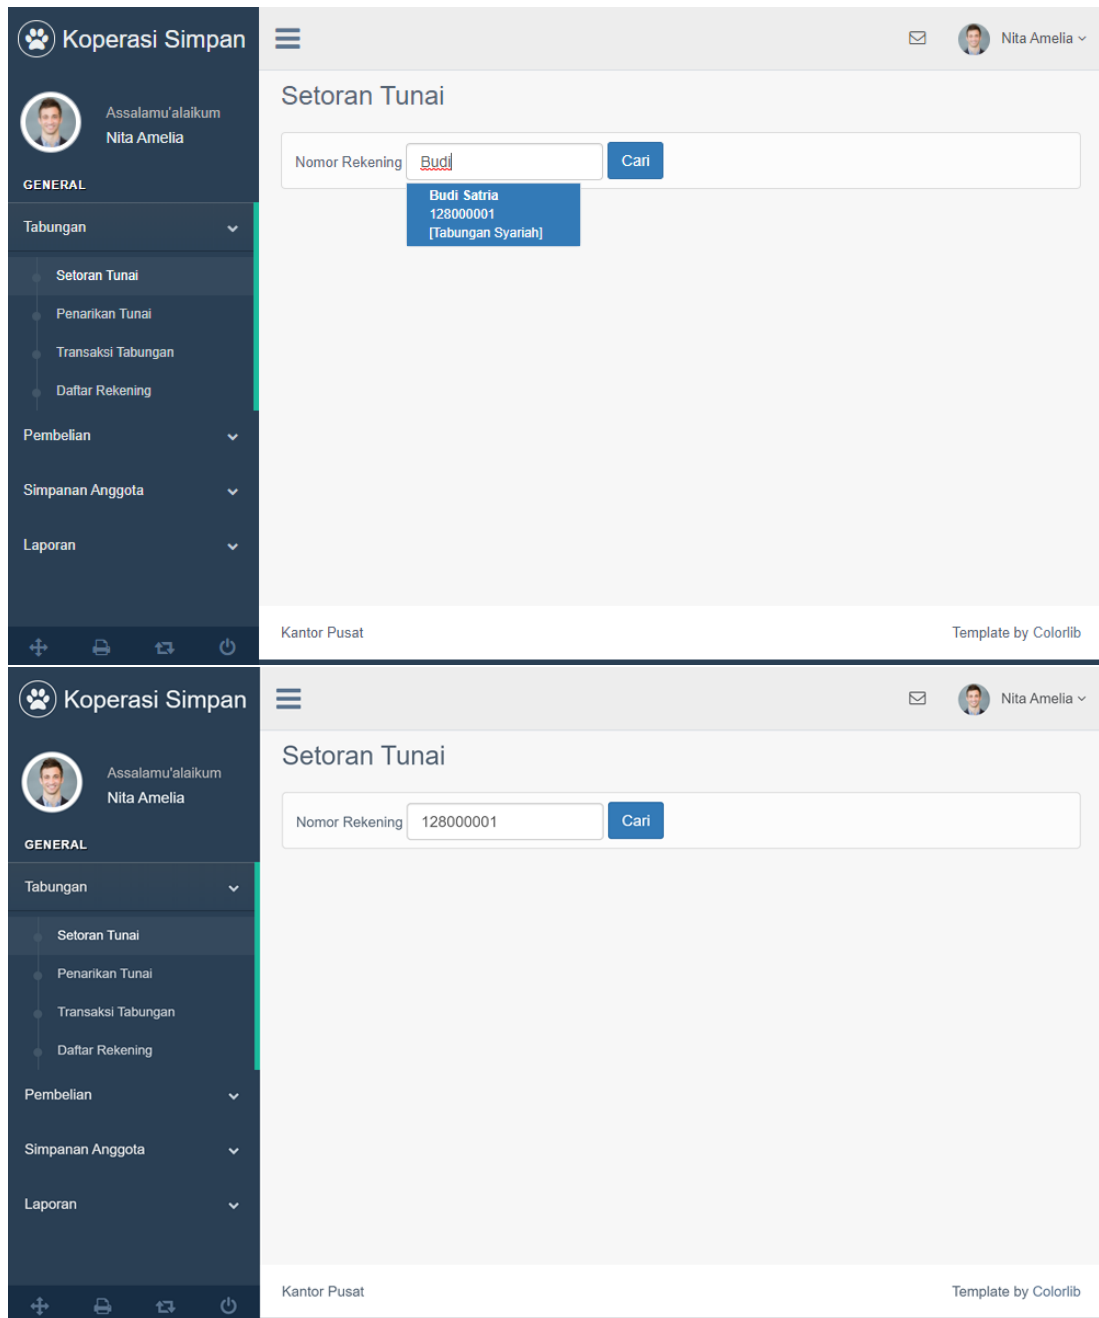 Koperasi Simpan
Nita Amelia
Assalamu'alaikum
Nita Amelia
GENERAL
Tabungan
Setoran Tunai
Penarikan Tunai
Transaksi Tabungan
Daftar Rekening
Pembelian
Simpanan Anggota
Laporan
Setoran Tunai
Nomor Rekening Budi Cari
Budi Satria
128000001
[Tabungan Syariah]
Kantor Pusat Template by Colorlib
Koperasi Simpan
Nita Amelia
Assalamu'alaikum
Nita Amelia
GENERAL
Tabungan
Setoran Tunai
Penarikan Tunai
Transaksi Tabungan
Daftar Rekening
Pembelian
Simpanan Anggota
Laporan
Setoran Tunai
Nomor Rekening 128000001 Cari
Kantor Pusat Template by Colorlib